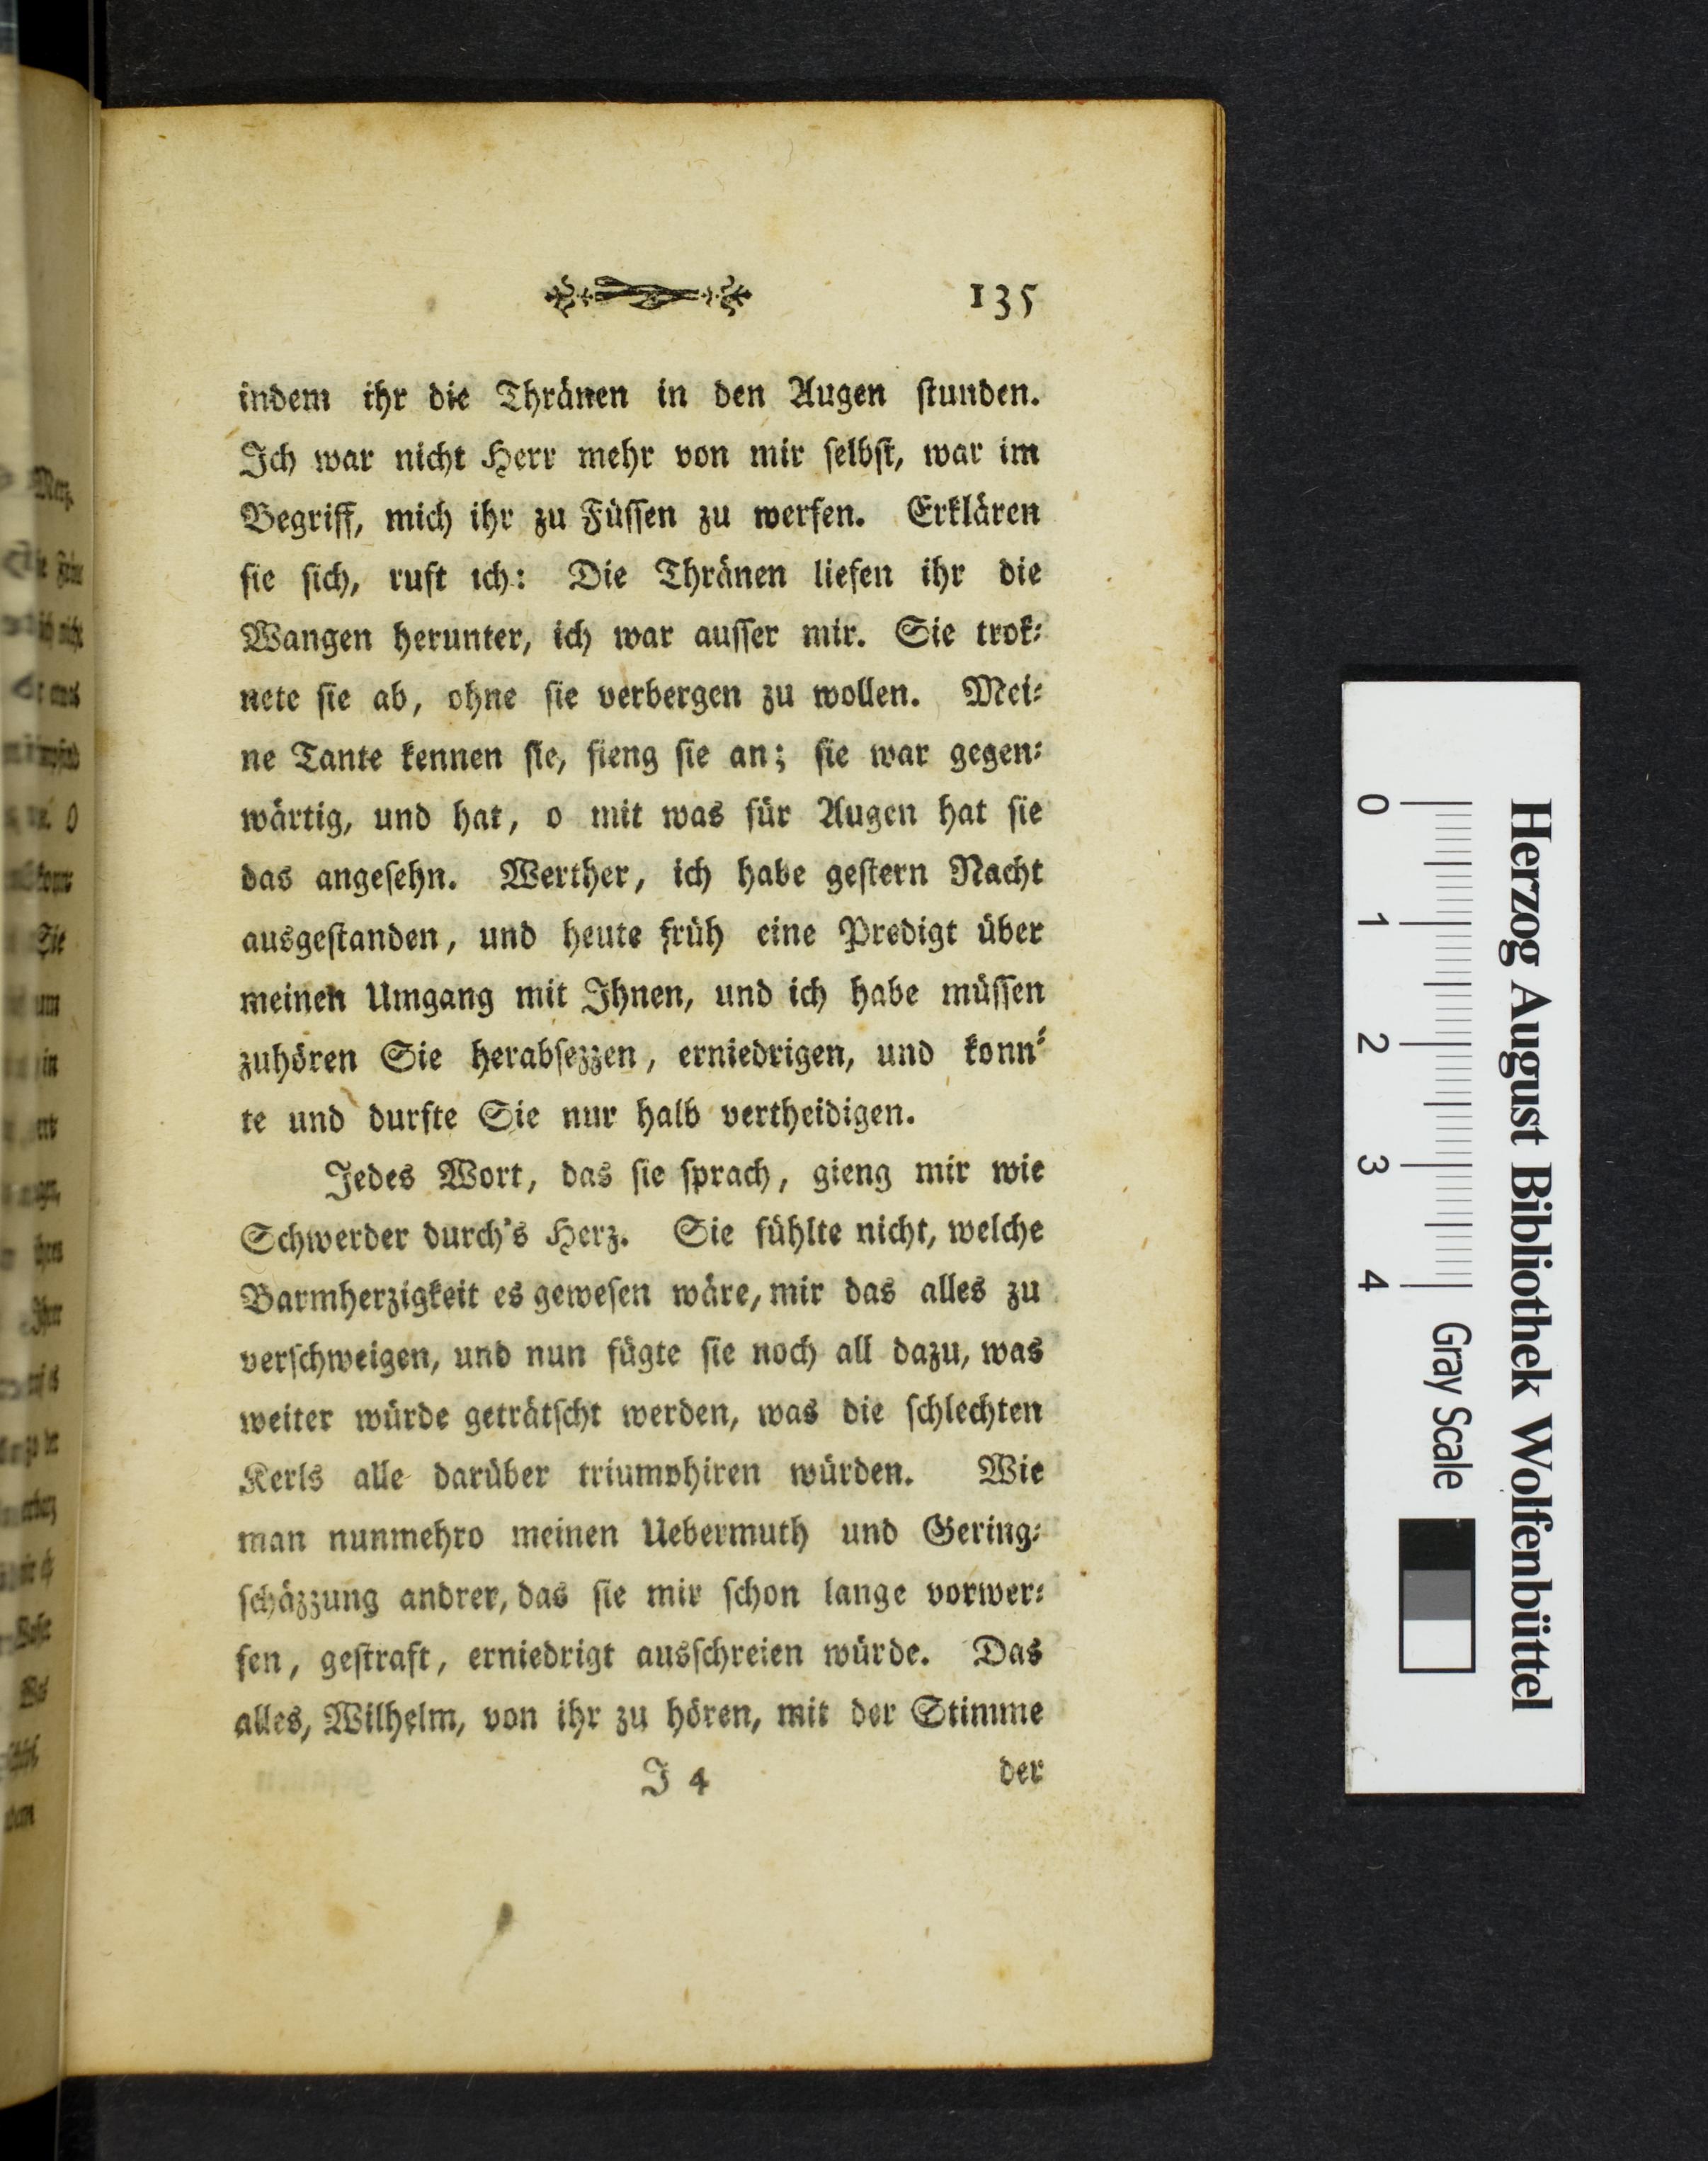 135
indem ihr die Thränen in den Augen ſtunden.
Ich war nicht Herr mehr von mir ſelbſt, war im
Begriff, mich ihr zu Füſſen zu werfen. Erklären
ſie ſich, ruft ich: Die Thränen liefen ihr die
Wangen herunter, ich war auſſer mir. Sie trok⸗
nete ſie ab, ohne ſie verbergen zu wollen. Mei⸗
ne Tante kennen ſie, fieng ſie an; ſie war gegen⸗
wärtig, und hat, o mit was für Augen hat ſie
das angeſehn. Werther, ich habe geſtern Nacht
ausgeſtanden, und heute früh eine Predigt über
meinen Umgang mit Ihnen, und ich habe müſſen
zuhören Sie herabſezzen, erniedrigen, und konn⸗
te und durfte Sie nur halb vertheidigen.
Jedes Wort, das ſie ſprach, gieng mir wie
Schwerder durch's Herz. Sie fühlte nicht, welche
Barmherzigkeit es geweſen wäre, mir das alles zu
verſchweigen, und nun fügte ſie noch all dazu, was
weiter würde geträtſcht werden, was die ſchlechten
Kerls alle darüber triumphiren würden. Wie
man nunmehro meinen Uebermuth und Gering⸗
ſchäzzung andrer, das ſie mir ſchon lange vorwer⸗
fen, geſtraft, erniedrigt ausſchreien würde. Das
alles, Wilhelm, von ihr zu hören, mit der Stimme
J 4 der
Herzog August Bibliothek Wolfenbüttel
0 1 2 3 4 Gray Scale